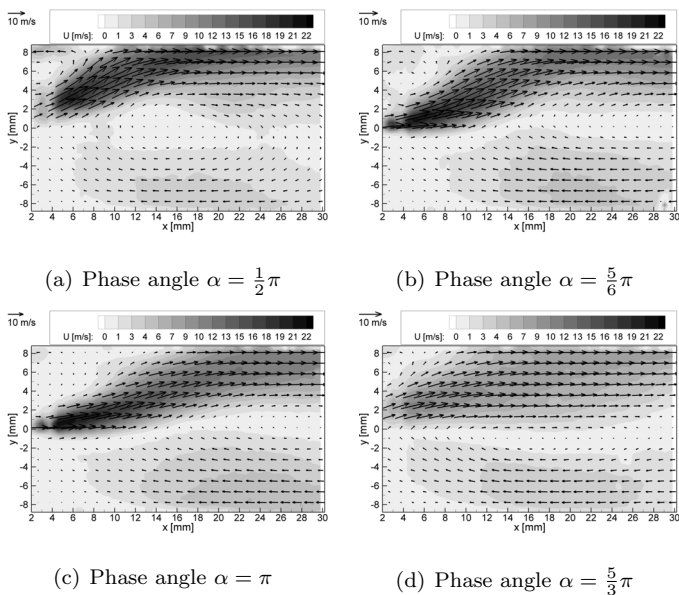 10 m/s
U [m/s]: 0 1 3 4 6 7 9 10 12 13 15 16 18 19 21 22
8
6
4
2
0
-2
-4
-6
-8
y [mm]
2 4 6 8 10 12 14 16 18 20 22 24 26 28 30
x [mm]
(a) Phase angle α = 1/2 π
10 m/s
U [m/s]: 0 1 3 4 6 7 9 10 12 13 15 16 18 19 21 22
8
6
4
2
0
-2
-4
-6
-8
y [mm]
2 4 6 8 10 12 14 16 18 20 22 24 26 28 30
x [mm]
(b) Phase angle α = 5/6 π
10 m/s
U [m/s]: 0 1 3 4 6 7 9 10 12 13 15 16 18 19 21 22
8
6
4
2
0
-2
-4
-6
-8
y [mm]
2 4 6 8 10 12 14 16 18 20 22 24 26 28 30
x [mm]
(c) Phase angle α = π
10 m/s
U [m/s]: 0 1 3 4 6 7 9 10 12 13 15 16 18 19 21 22
8
6
4
2
0
-2
-4
-6
-8
y [mm]
2 4 6 8 10 12 14 16 18 20 22 24 26 28 30
x [mm]
(d) Phase angle α = 5/3 π